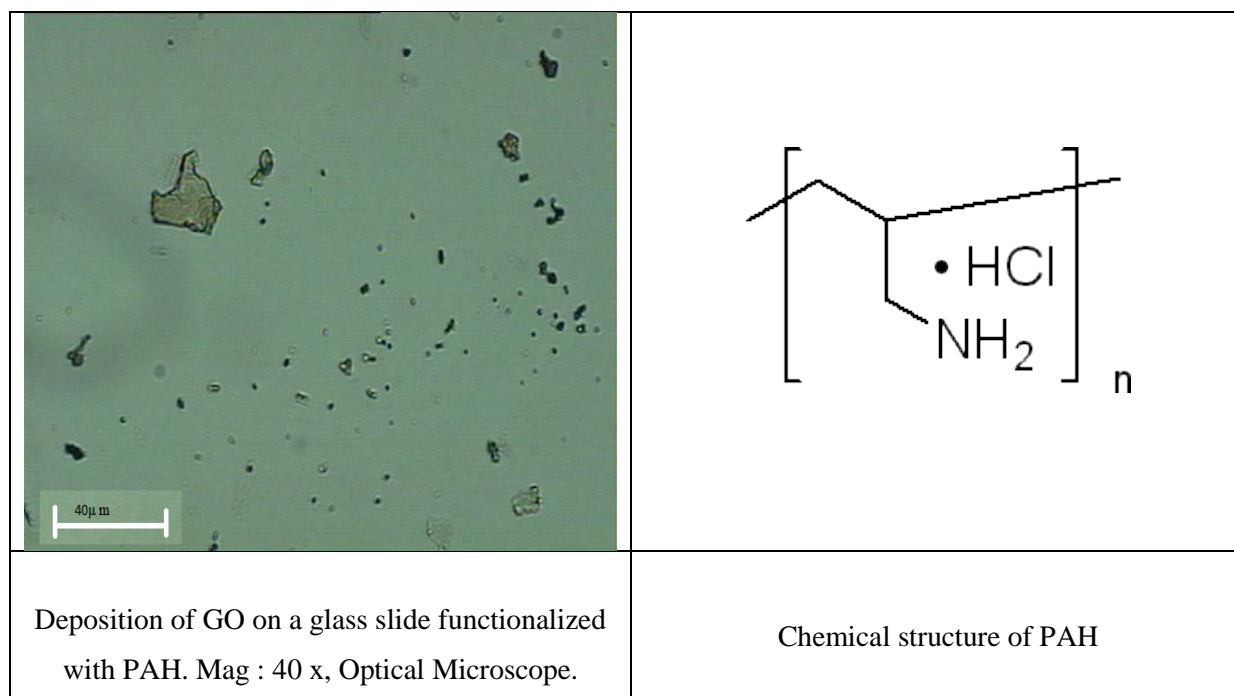 40μ m
• HCl
NH2
n
Deposition of GO on a glass slide functionalized
with PAH. Mag : 40 x, Optical Microscope.
Chemical structure of PAH